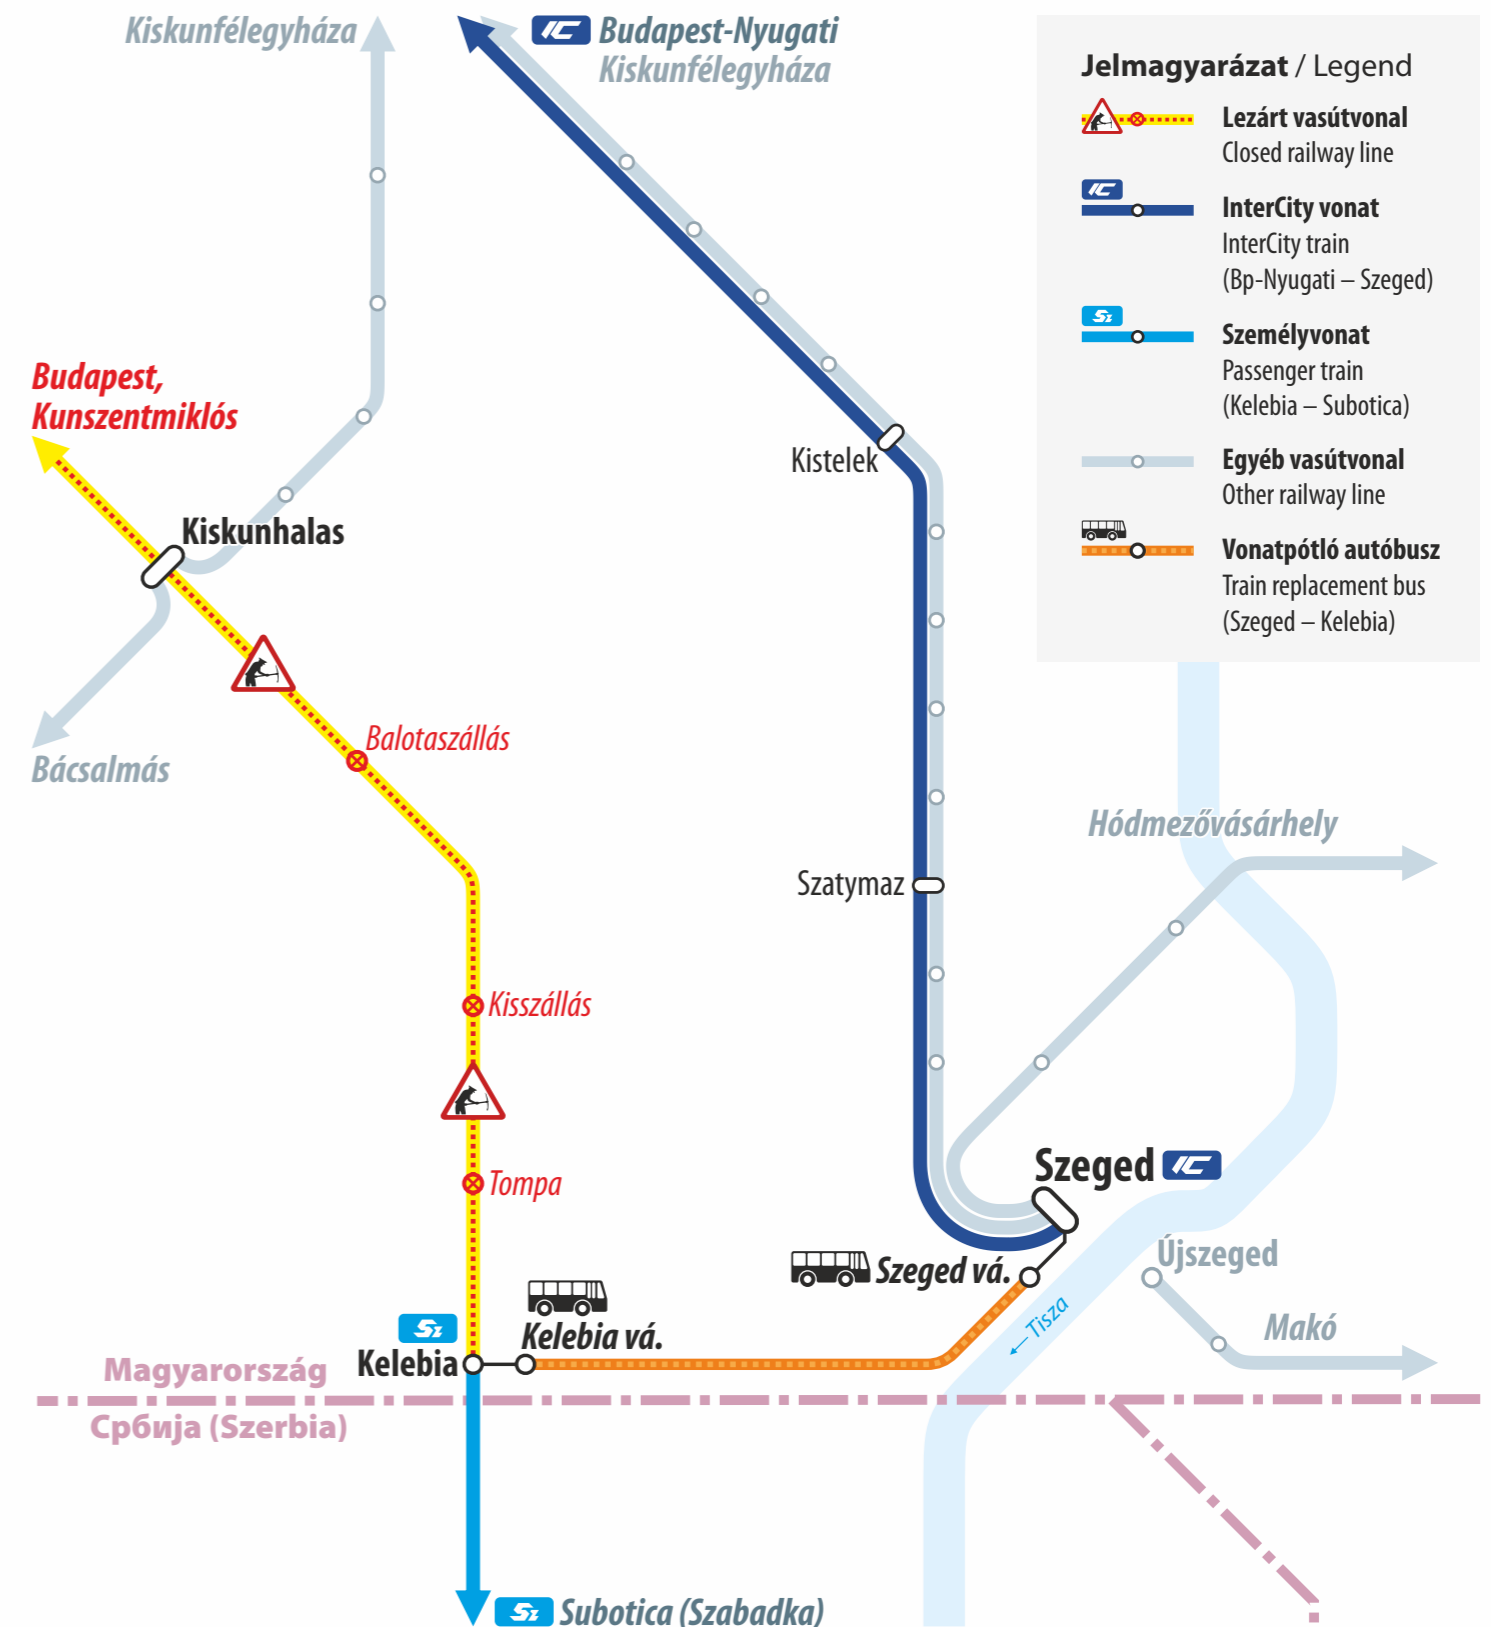 Kiskunfélegyháza
IC Budapest-Nyugati
Kiskunfélegyháza
Jelmagyarázat / Legend
Lezárt vasútvonal
Closed railway line
IC
InterCity vonat
InterCity train
(Bp-Nyugati – Szeged)
Sz
Személyvonat
Passenger train
(Kelebia – Subotica)
Egyéb vasútvonal
Other railway line
Vonatpótló autóbusz
Train replacement bus
(Szeged – Kelebia)
Budapest,
Kunszentmiklós
Kistelek
Kiskunhalas
Balotaszállás
Bácsalmás
Hódmezővásárhely
Szatymaz
Kisszállás
Szeged IC
Tompa
Újszeged
Szeged vá.
← Tisza
Makó
Sz
Kelebia vá.
Kelebia
Magyarország
Србија (Szerbia)
Sz Subotica (Szabadka)